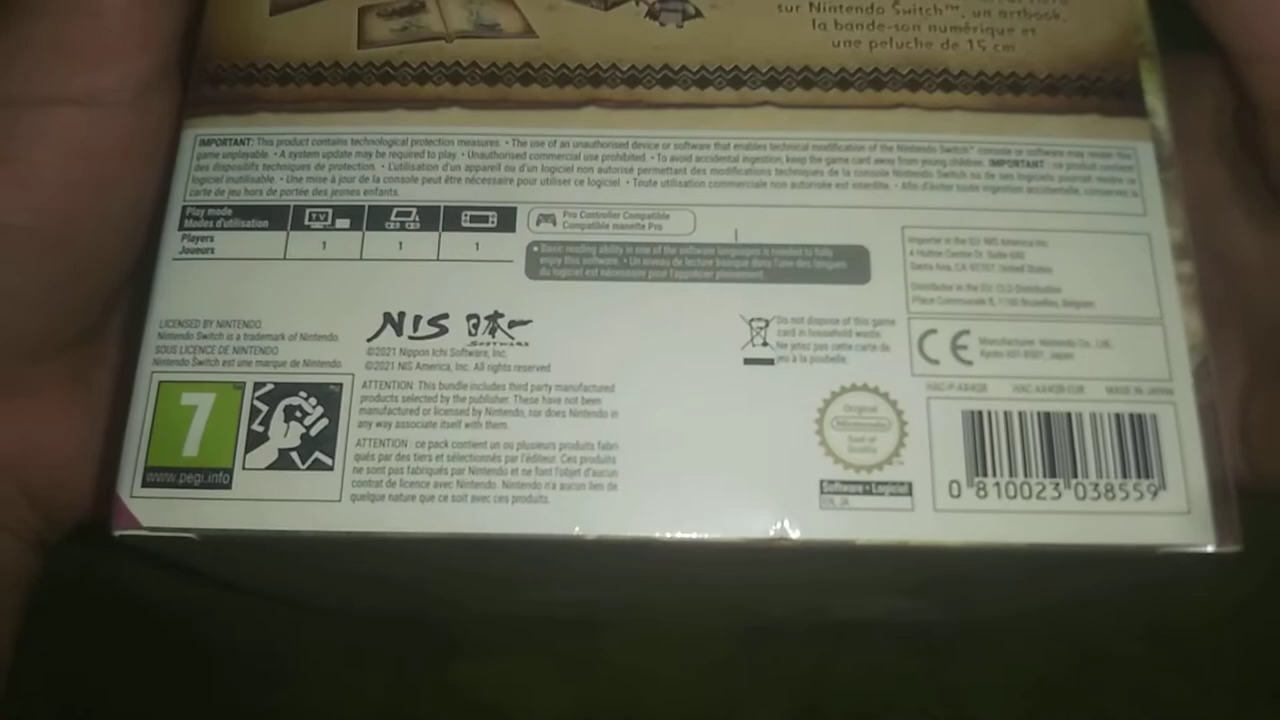 sur Nintendo Switch™, un artbook,
la bande-son numérique et
une peluche de 15 cm
IMPORTANT: This product contains technological protection measures. • The use of an unauthorised device or software that enables technical modification of the Nintendo Switch™ console or software may render this
game unplayable. • A system update may be required to play. • Unauthorised commercial use prohibited. • To avoid accidental ingestion, keep the game card away from young children. IMPORTANT : ce produit contient
des dispositifs techniques de protection. • L'utilisation d'un appareil ou d'un logiciel non autorisé permettant des modifications techniques de la console Nintendo Switch ou de ses logiciels pourrait rendre ce
logiciel inutilisable. • Une mise à jour de la console peut être nécessaire pour utiliser ce logiciel. • Toute utilisation commerciale non autorisée est interdite. • Afin d'éviter toute ingestion accidentelle, conservez la
carte de jeu hors de portée des jeunes enfants.
Play mode
Modes d'utilisation
TV
Players
Joueurs
1
1
1
Pro Controller Compatible
Compatible manette Pro
• Basic reading ability in one of the software languages is needed to fully
enjoy this software. • Un niveau de lecture basique dans l'une des langues
du logiciel est nécessaire pour l'apprécier pleinement.
Importer in the EU: NIS America Inc.
4 Hutton Centre Dr. Suite 650
Santa Ana, CA 92707, United States
Distributor in the EU: CLD Distribution
Place Communale 8, 1100 Bruxelles, Belgium
LICENSED BY NINTENDO.
Nintendo Switch is a trademark of Nintendo.
SOUS LICENCE DE NINTENDO
Nintendo Switch est une marque de Nintendo.
NIS 日本一
SOFTWARE
©2021 Nippon Ichi Software, Inc.
©2021 NIS America, Inc. All rights reserved
Do not dispose of this game
card in household waste.
Ne jetez pas cette carte de
jeu à la poubelle.
CE
Manufacturer: Nintendo Co., Ltd.,
Kyoto 601-8501, Japan
7
www.pegi.info
ATTENTION: This bundle includes third party manufactured
products selected by the publisher. These have not been
manufactured or licensed by Nintendo, nor does Nintendo in
any way associate itself with them.
ATTENTION : ce pack contient un ou plusieurs produits fabri
qués par des tiers et sélectionnés par l'éditeur. Ces produits
ne sont pas fabriqués par Nintendo et ne font l'objet d'aucun
contrat de licence avec Nintendo. Nintendo n'a aucun lien de
quelque nature que ce soit avec ces produits.
Original
Nintendo
Seal of
Quality
Software • Logiciel
EN, JA
MADE IN JAPAN
0 810023 038559